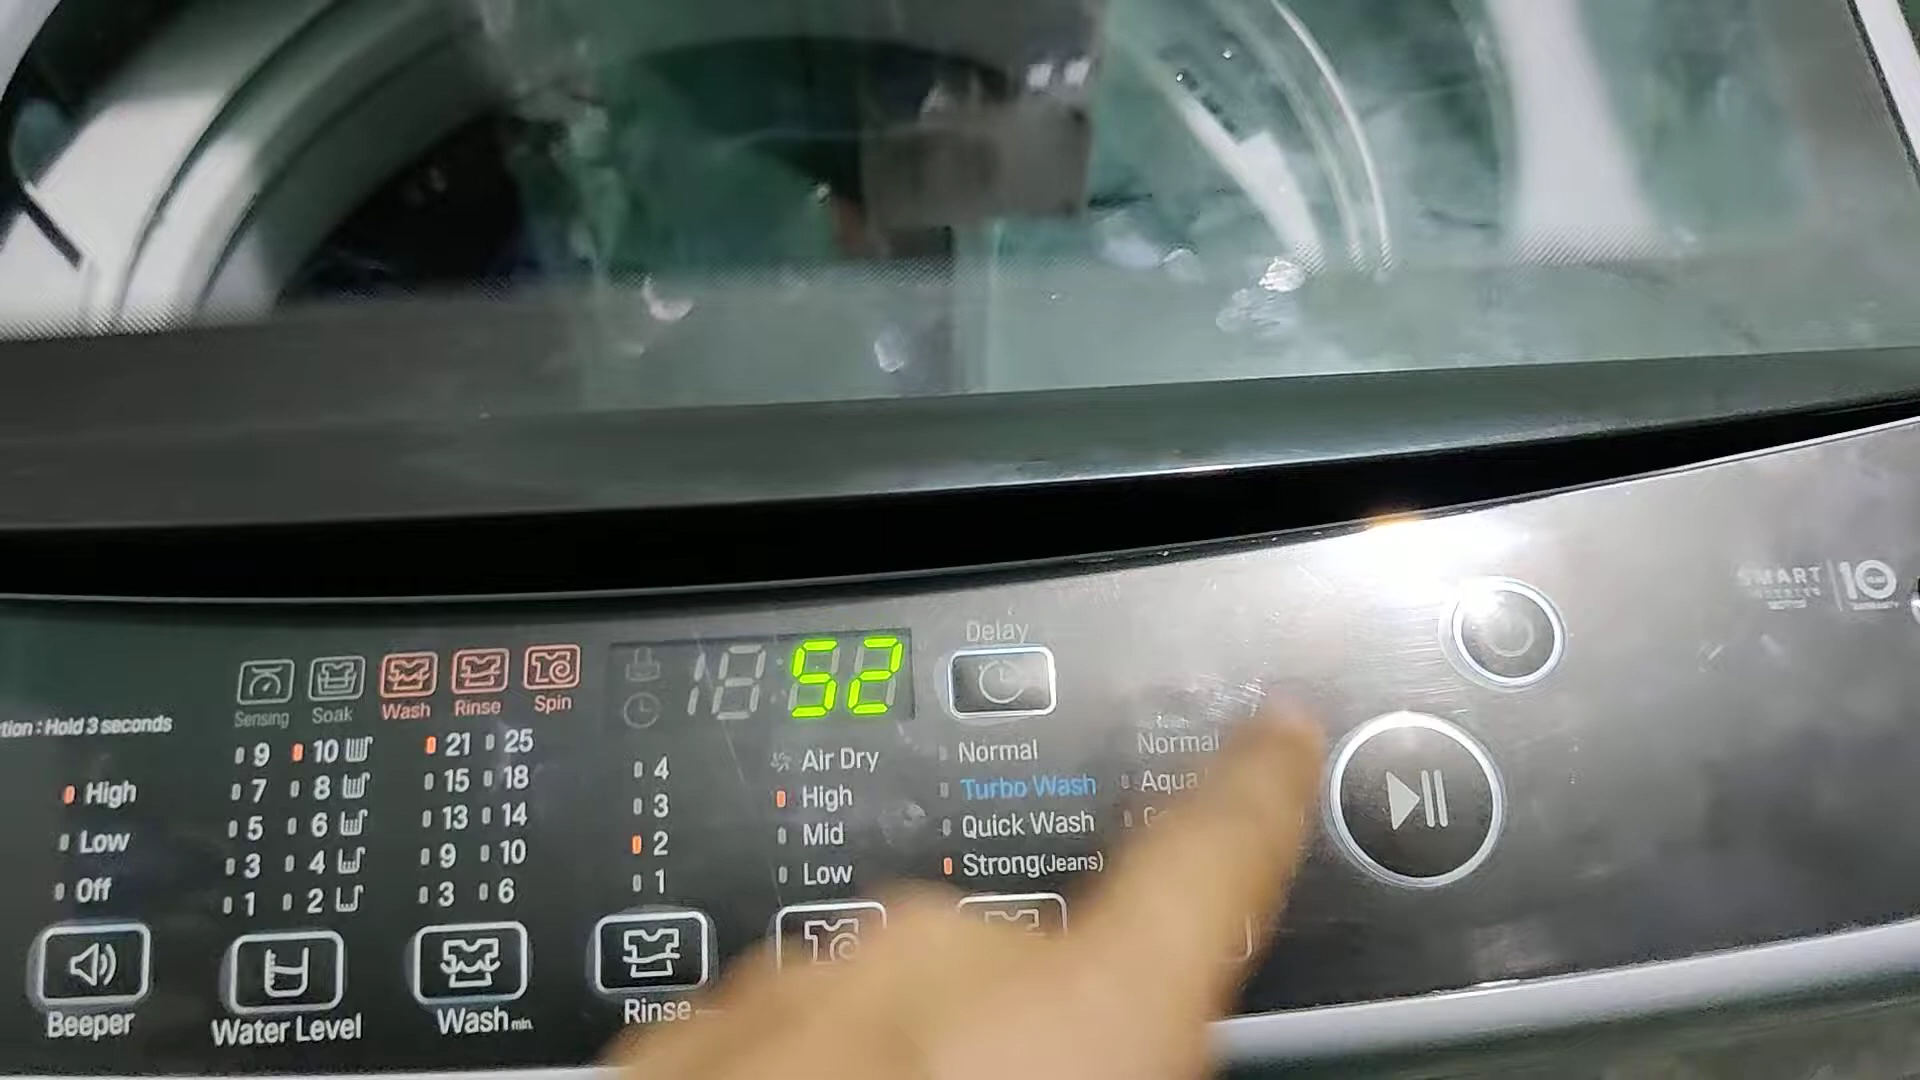 SMART
10
Delay
52
Sensing
Soak
Wash
Rinse
Spin
tion : Hold 3 seconds
High
Low
Off
9 10
7 8
5 6
3 4
1 2
21 25
15 18
13 14
9 10
3 6
4
3
2
1
Air Dry
High
Mid
Low
Normal
Turbo Wash
Quick Wash
Strong(Jeans)
Normal
Aqua
Beeper
Water Level
Wash min.
Rinse